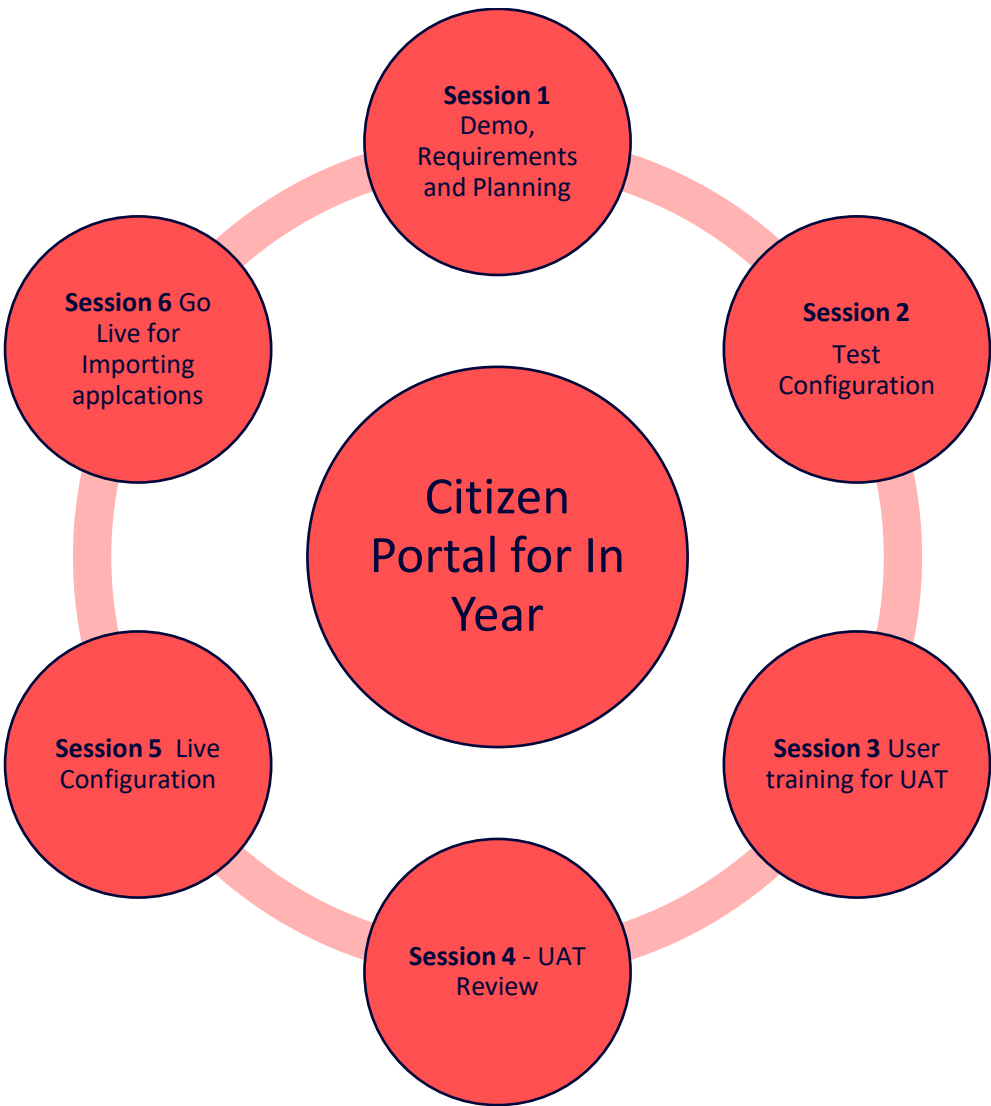 Session 1
Demo,
Requirements
and Planning
Session 2
Test
Configuration
Session 3 User
training for UAT
Session 4 - UAT
Review
Session 5  Live
Configuration
Session 6 Go
Live for
Importing
applcations
Citizen
Portal for In
Year